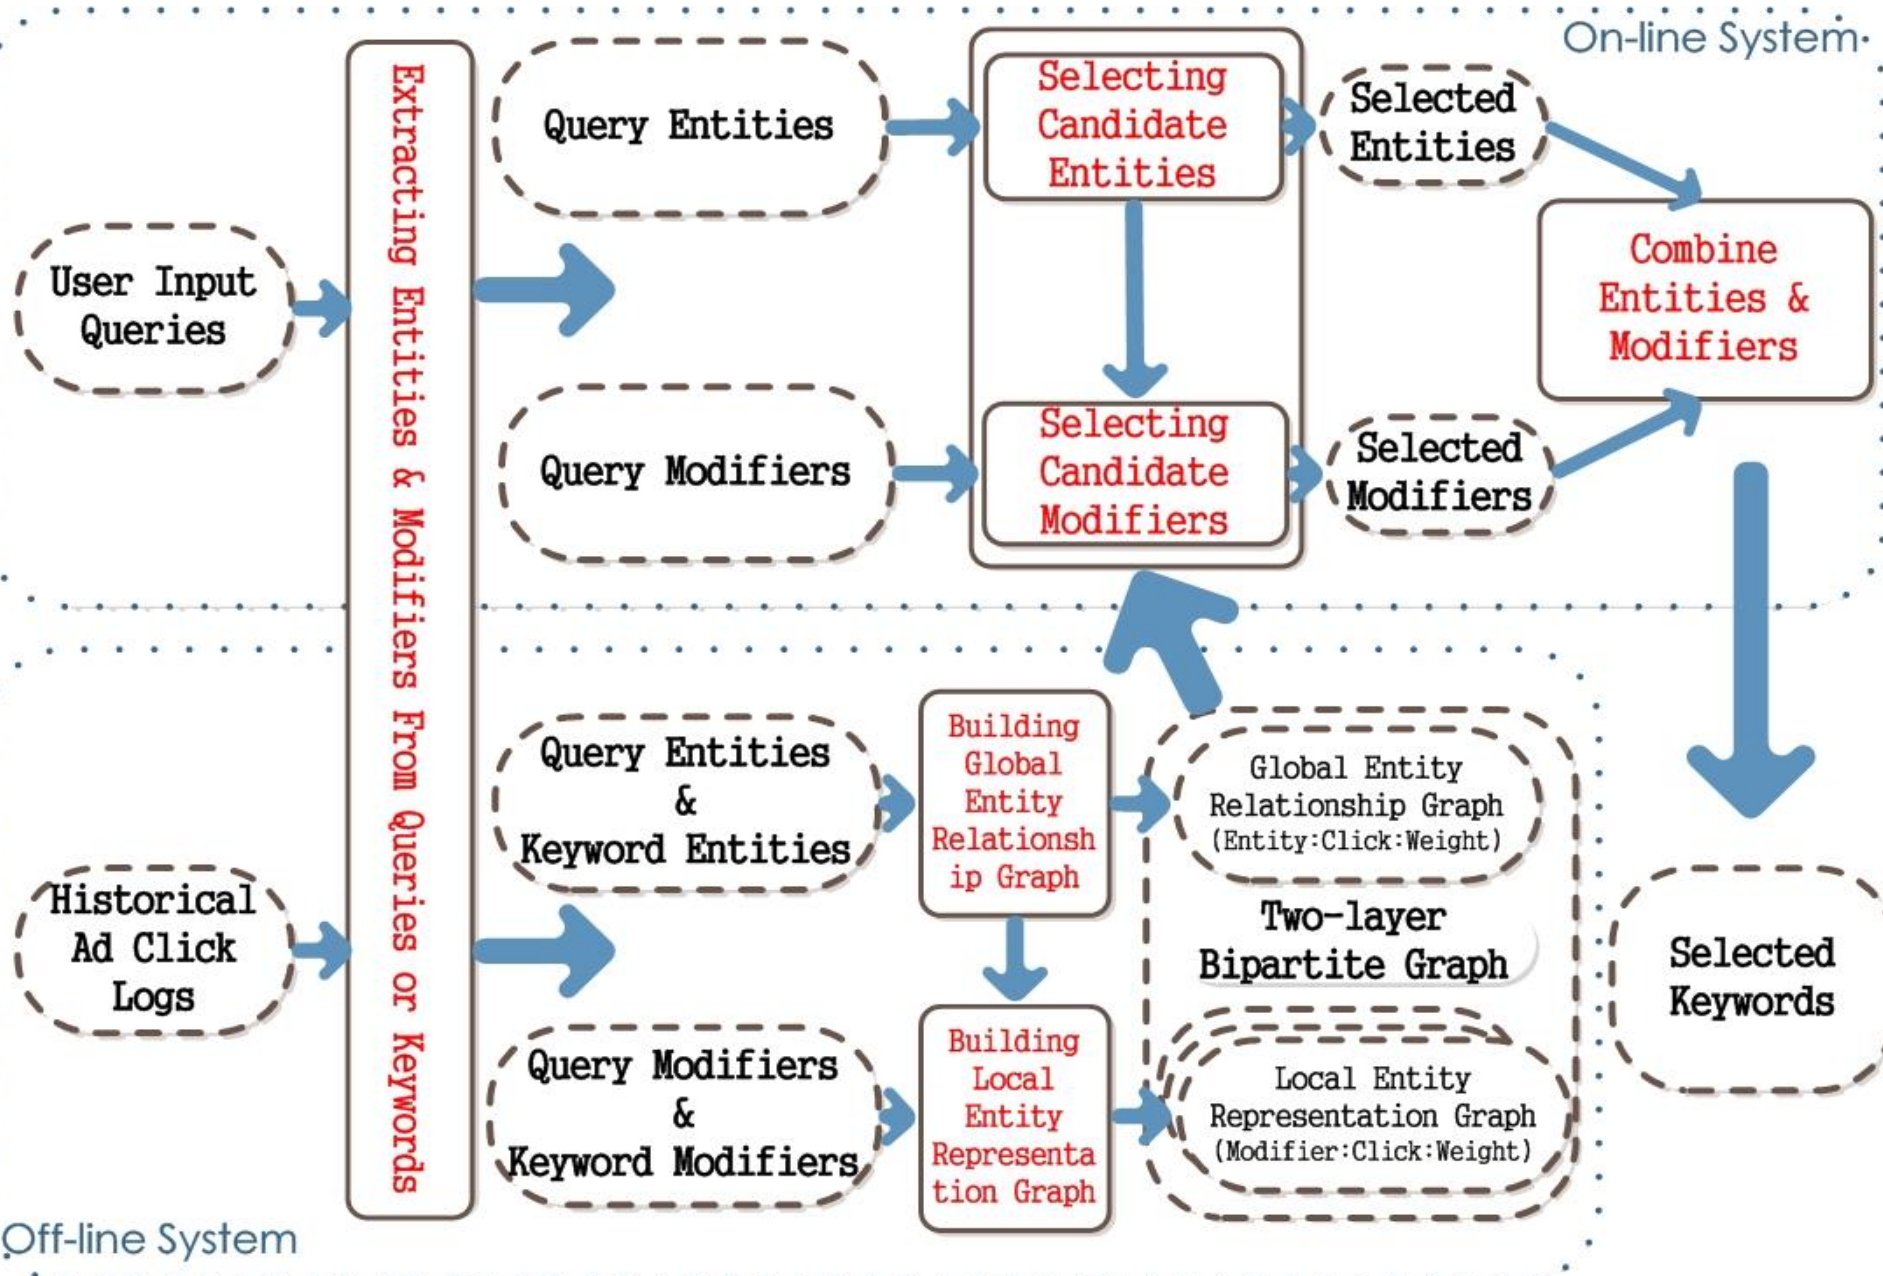 On-line System
User Input
Queries
Extracting Entities & Modifiers From Queries or Keywords
Query Entities
Selecting
Candidate
Entities
Selected
Entities
Combine
Entities &
Modifiers
Query Modifiers
Selecting
Candidate
Modifiers
Selected
Modifiers
Historical
Ad Click
Logs
Query Entities
&
Keyword Entities
Building
Global
Entity
Relationsh
ip Graph
Global Entity
Relationship Graph
(Entity:Click:Weight)
Two-layer
Bipartite Graph
Selected
Keywords
Query Modifiers
&
Keyword Modifiers
Building
Local
Entity
Representa
tion Graph
Local Entity
Representation Graph
(Modifier:Click:Weight)
Off-line System